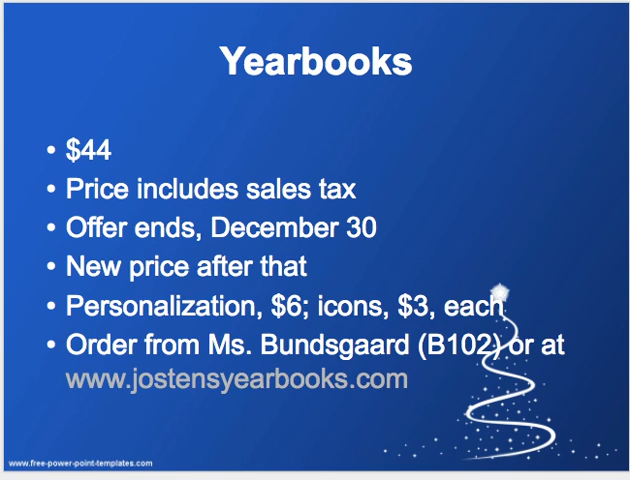 Yearbooks
• $44
• Price includes sales tax
• Offer ends, December 30
• New price after that
• Personalization, $6; icons, $3, each
• Order from Ms. Bundsgaard (B102) or at
www.jostensyearbooks.com
www.free-power-point-templates.com